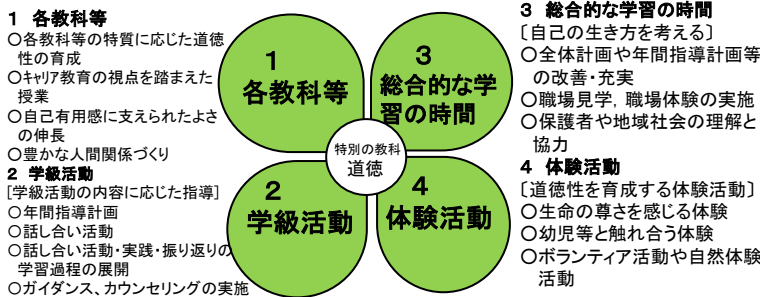 1 各教科等
○各教科等の特質に応じた道徳
性の育成
○キャリア教育の視点を踏まえた
授業
○自己有用感に支えられたよさ
の伸長
○豊かな人間関係づくり
2 学級活動
[学級活動の内容に応じた指導]
○年間指導計画
○話し合い活動
○話し合い活動・実践・振り返りの
学習過程の展開
○ガイダンス、カウンセリングの実施
1
各教科等
3
総合的な学
習の時間
特別の教科
道徳
2
学級活動
4
体験活動
3 総合的な学習の時間
〔自己の生き方を考える〕
○全体計画や年間指導計画等
の改善・充実
○職場見学，職場体験の実施
○保護者や地域社会の理解と
協力
4 体験活動
〔道徳性を育成する体験活動〕
○生命の尊さを感じる体験
○幼児等と触れ合う体験
○ボランティア活動や自然体験
活動